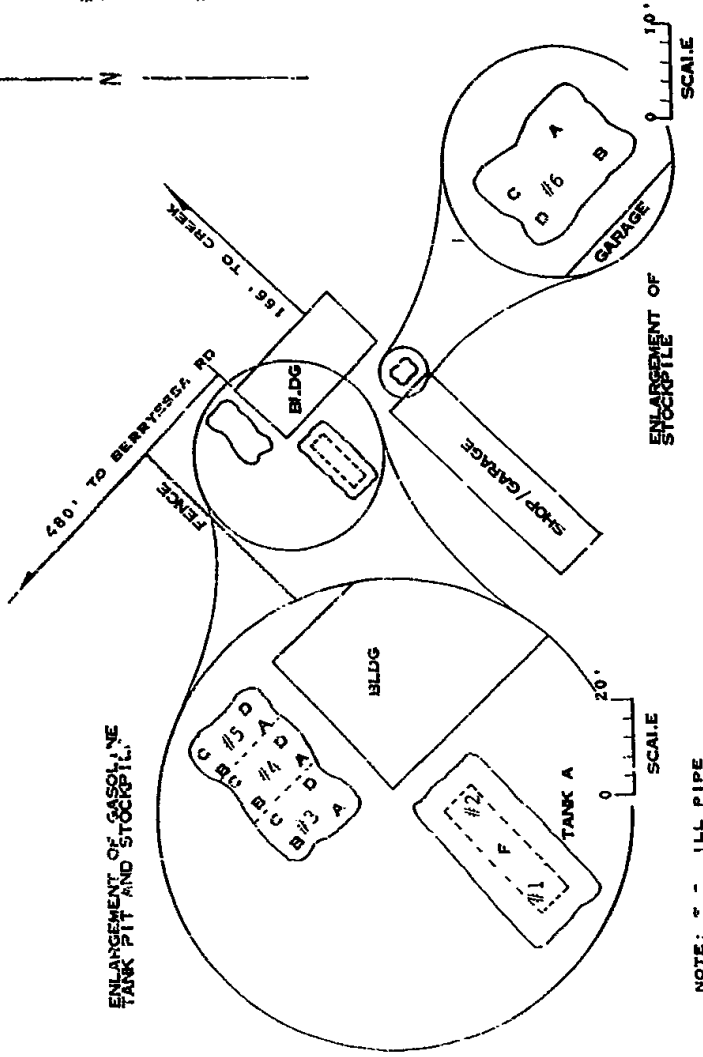 N
166' TO CREEK
480' TO BERRYSSGA RD
FENCE
BLDG
SHOP/GARAGE
ENLARGEMENT OF
STOCKPILE
A
B
C
D
#6
GARAGE
0 10'
SCALE
ENLARGEMENT OF GASOLINE
TANK PIT AND STOCKPILE
C
#5
D
B
A
C
#4
D
B
A
C
D
B
#3
A
BLDG
#2
F
#1
TANK A
0 20'
SCALE
NOTE: PIPE